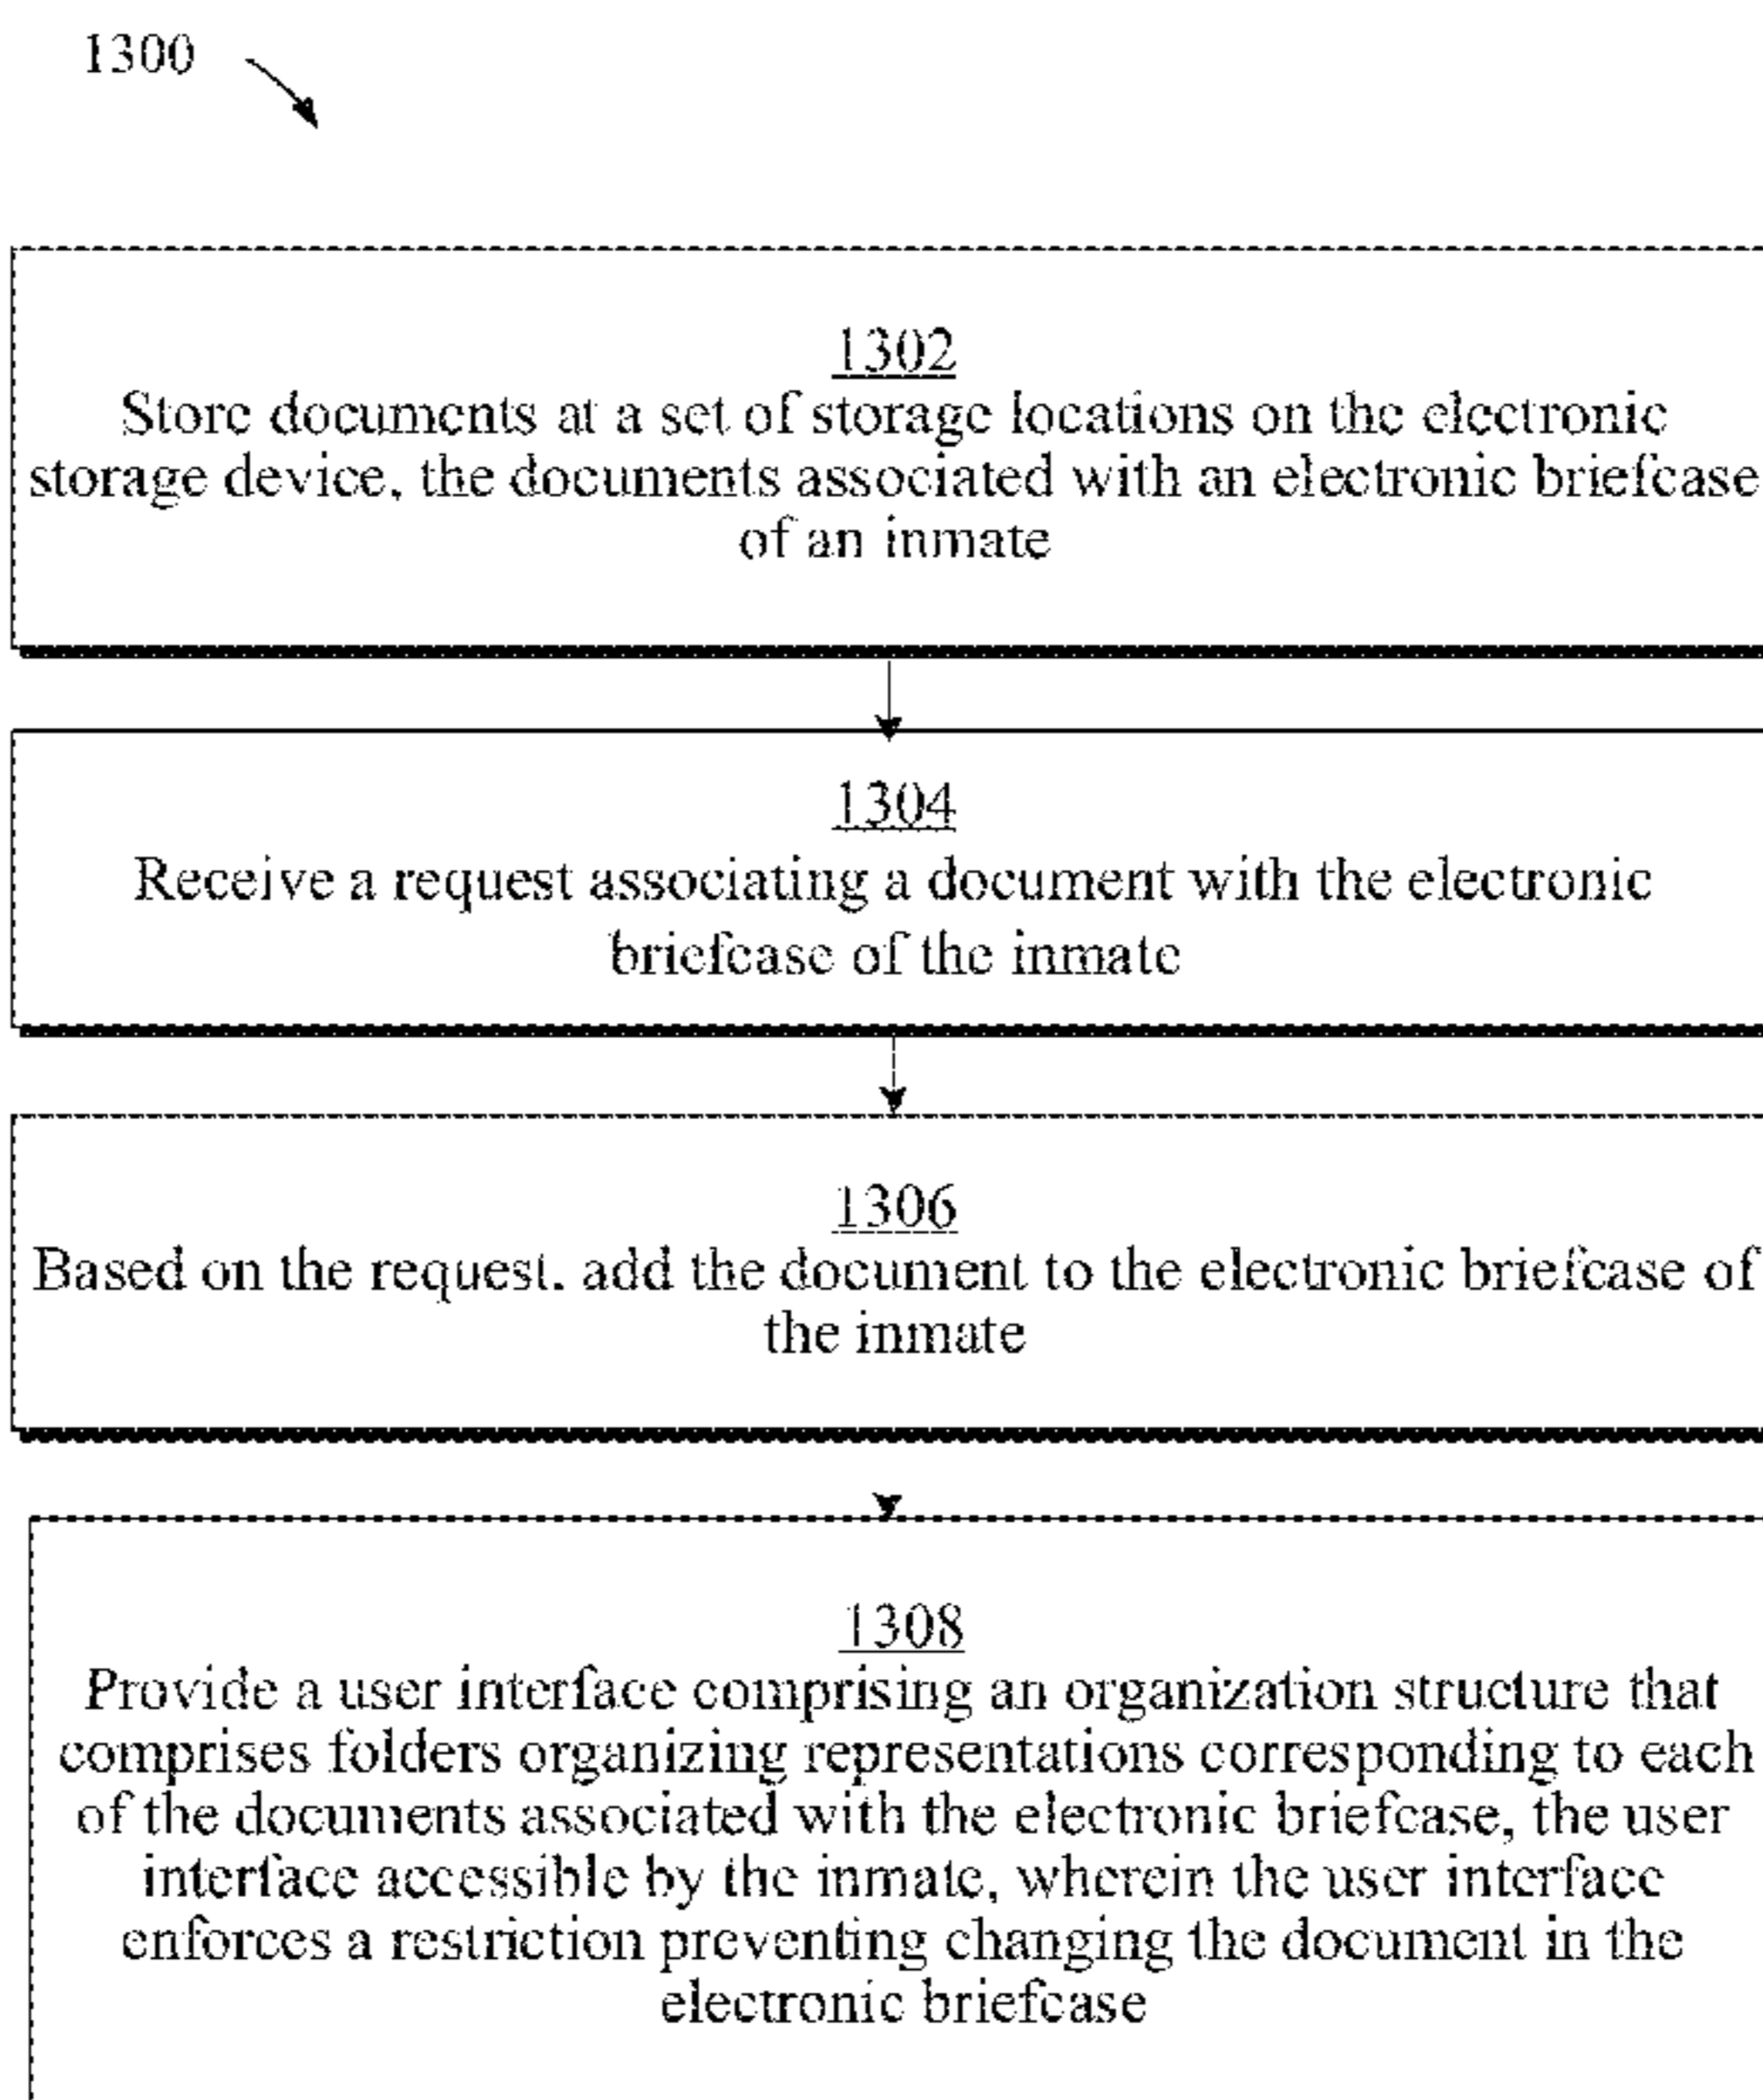 1300
1302
Store documents at a set of storage locations on the electronic
storage device, the documents associated with an electronic briefcase
of an inmate
1304
Receive a request associating a document with the electronic
briefcase of the inmate
1306
Based on the request. add the document to the electronic briefcase of
the inmate
1308
Provide a user interface comprising an organization structure that
comprises folders organizing representations corresponding to each
of the documents associated with the electronic briefcase, the user
interface accessible by the inmate, wherein the user interface
enforces a restriction preventing changing the document in the
electronic briefcase